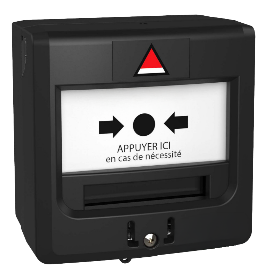 APPUYER ICI
en cas de nécessité